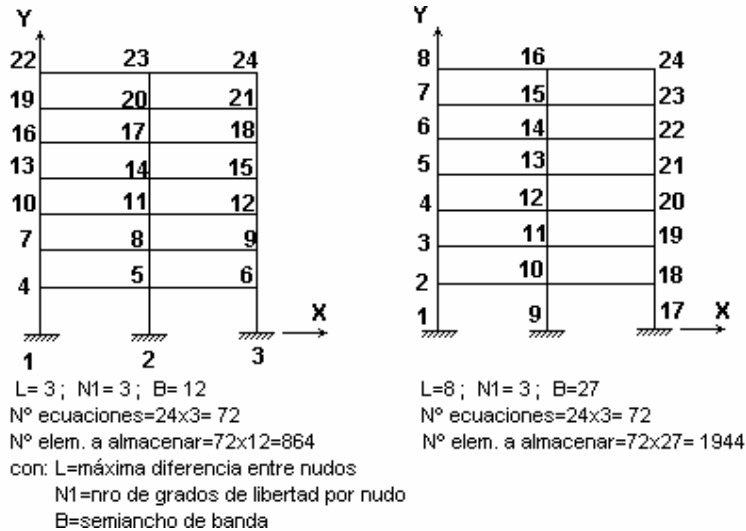 Y
22 23 24
19 20 21
16 17 18
13 14 15
10 11 12
7 8 9
4 5 6
X
1 2 3
L= 3 ; N1= 3 ; B= 12
Nº ecuaciones=24x3= 72
Nº elem. a almacenar=72x12=864
con: L=máxima diferencia entre nudos
N1=nro de grados de libertad por nudo
B=semiancho de banda
Y
8 16 24
7 15 23
6 14 22
5 13 21
4 12 20
3 11 19
2 10 18
1 9 17 X
L=8 ; N1= 3 ; B=27
Nº ecuaciones=24x3= 72
Nº elem. a almacenar=72x27= 1944